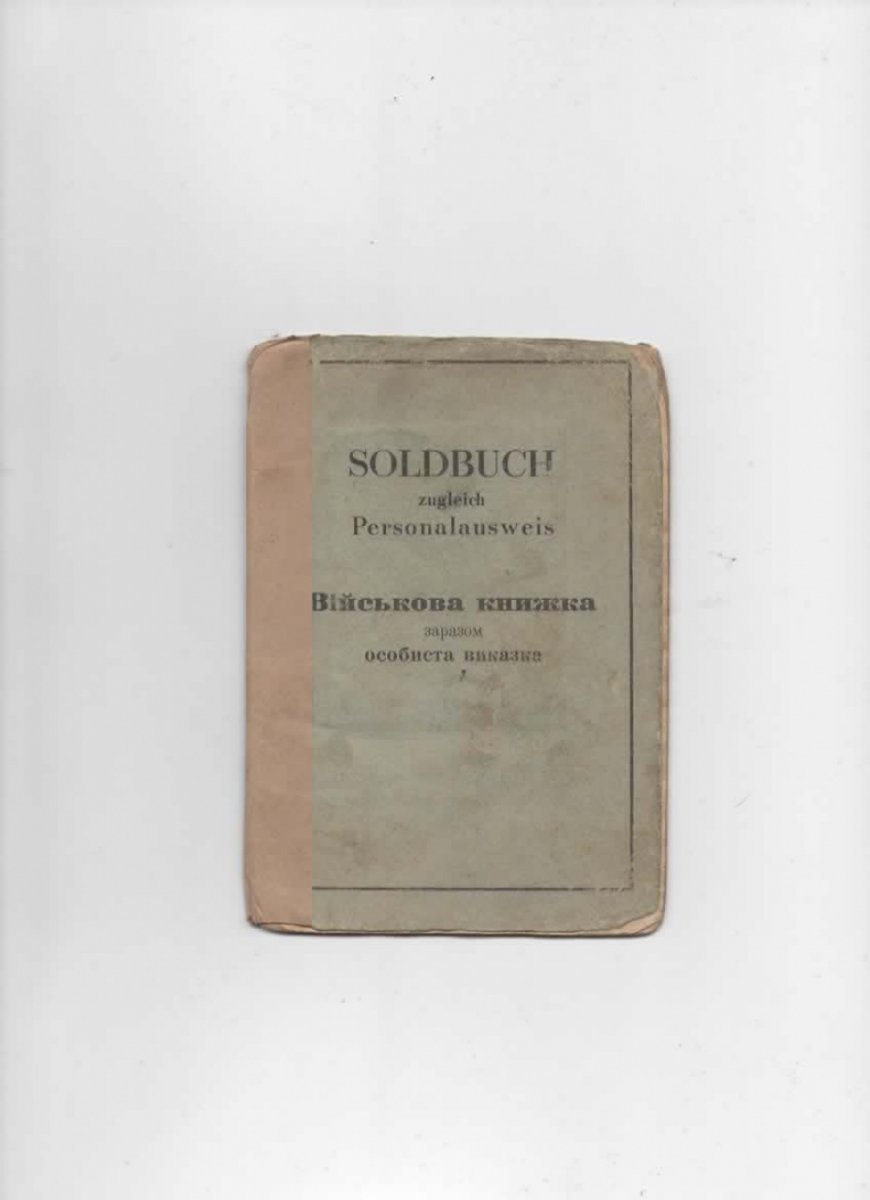 SOLDBUCH
zugleich
Personalausweis
Військова книжка
заразом
особиста виказка